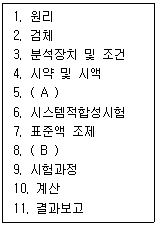 1. 원리
2. 검체
3. 분석장치 및 조건
4. 시약 및 시액
5. ( A )
6. 시스템적합성시험
7. 표준액 조제
8. ( B )
9. 시험과정
10. 계산
11. 결과보고